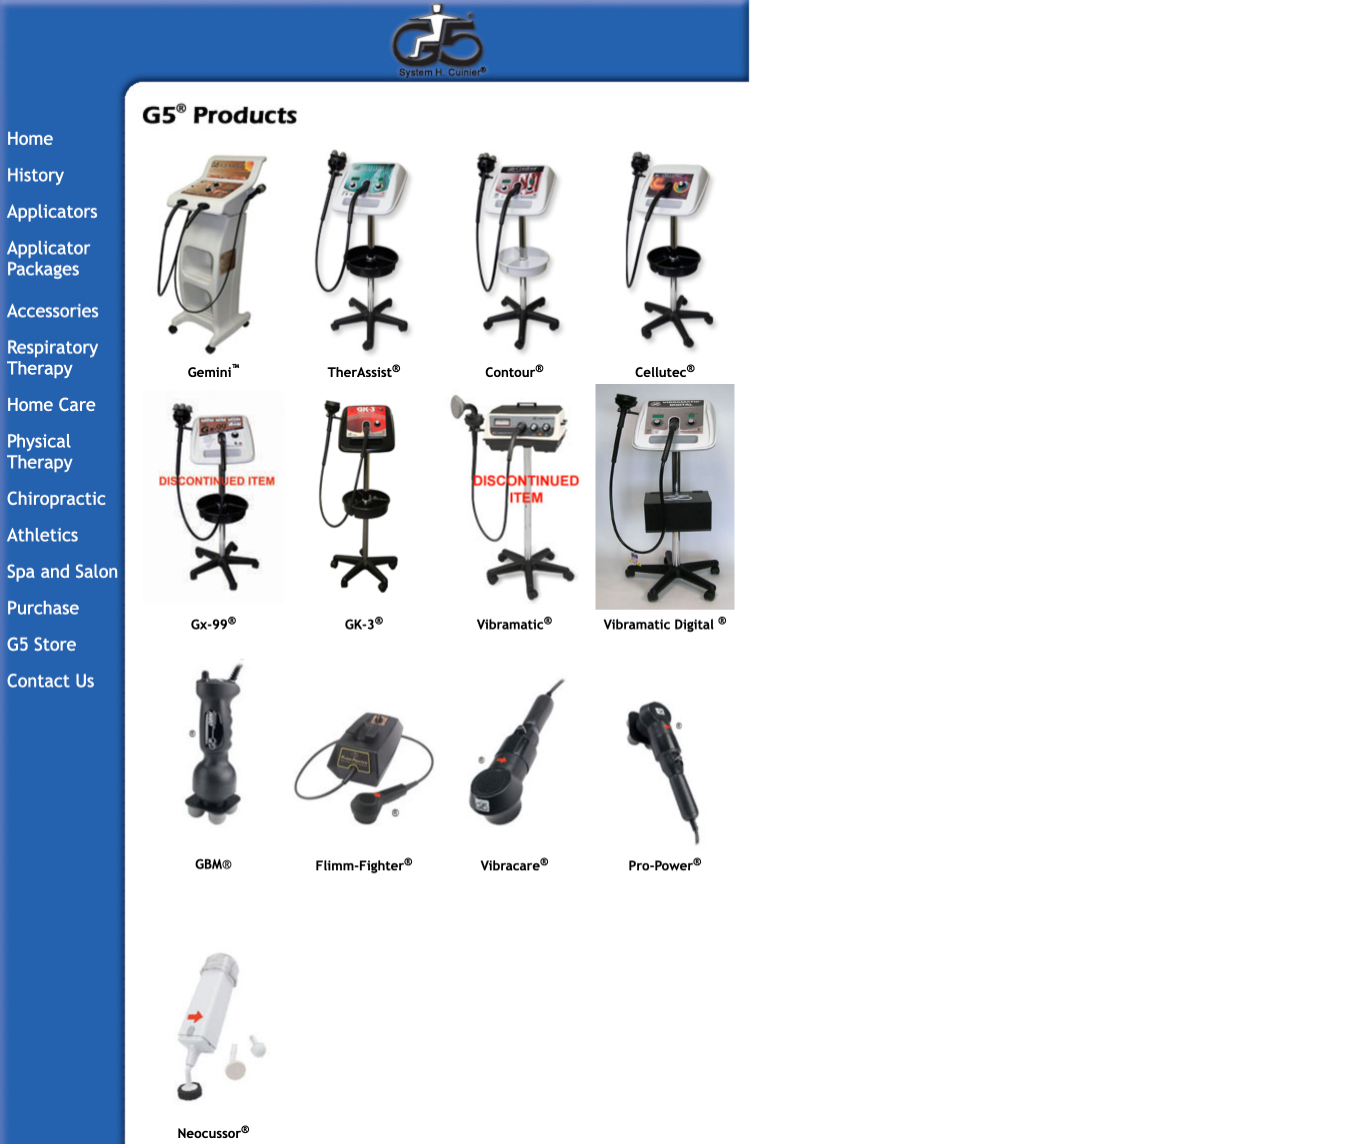 G5®
System H. Cuinier®
G5® Products
Home
History
Applicators
Applicator
Packages
Accessories
Respiratory
Therapy
Home Care
Physical
Therapy
Chiropractic
Athletics
Spa and Salon
Purchase
G5 Store
Contact Us
Gemini™
TherAssist®
Contour®
Cellutec®
GK-3
VIBRAMATIC
DIGITAL
DISCONTINUED ITEM
DISCONTINUED
ITEM
Gx-99®
GK-3®
Vibramatic®
Vibramatic Digital ®
®
®
®
®
GBM®
Flimm-Fighter®
Vibracare®
Pro-Power®
Neocussor®